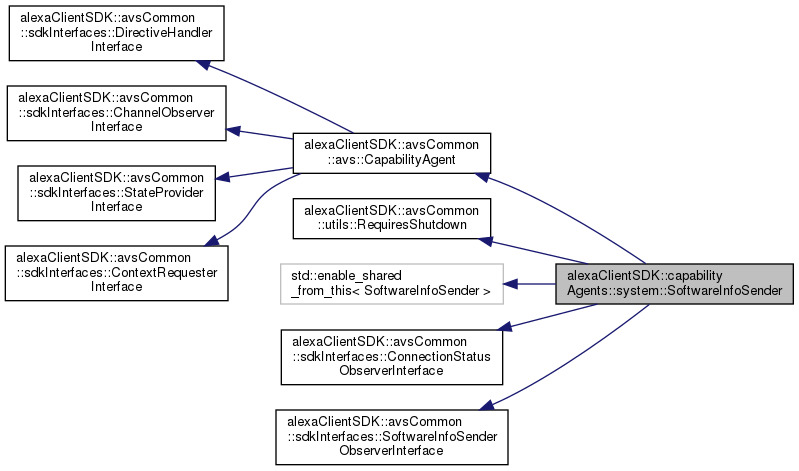 alexaClientSDK::avsCommon
::sdkInterfaces::DirectiveHandler
Interface
alexaClientSDK::avsCommon
::sdkInterfaces::ChannelObserver
Interface
alexaClientSDK::avsCommon
::sdkInterfaces::StateProvider
Interface
alexaClientSDK::avsCommon
::sdkInterfaces::ContextRequester
Interface
alexaClientSDK::avsCommon
::avs::CapabilityAgent
alexaClientSDK::avsCommon
::utils::RequiresShutdown
std::enable_shared
_from_this< SoftwareInfoSender >
alexaClientSDK::avsCommon
::sdkInterfaces::ConnectionStatus
ObserverInterface
alexaClientSDK::avsCommon
::sdkInterfaces::SoftwareInfoSender
ObserverInterface
alexaClientSDK::capability
Agents::system::SoftwareInfoSender